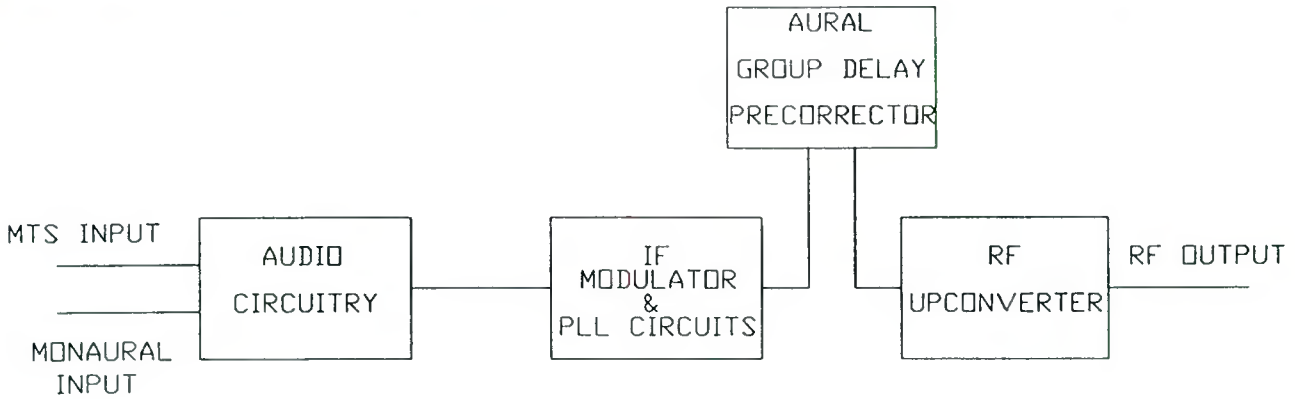 AURAL
GROUP DELAY
PRECORRECTOR
MTS INPUT
AUDIO
CIRCUITRY
IF
MODULATOR
&
PLL CIRCUITS
RF
UPCONVERTER
RF OUTPUT
MONAURAL
INPUT